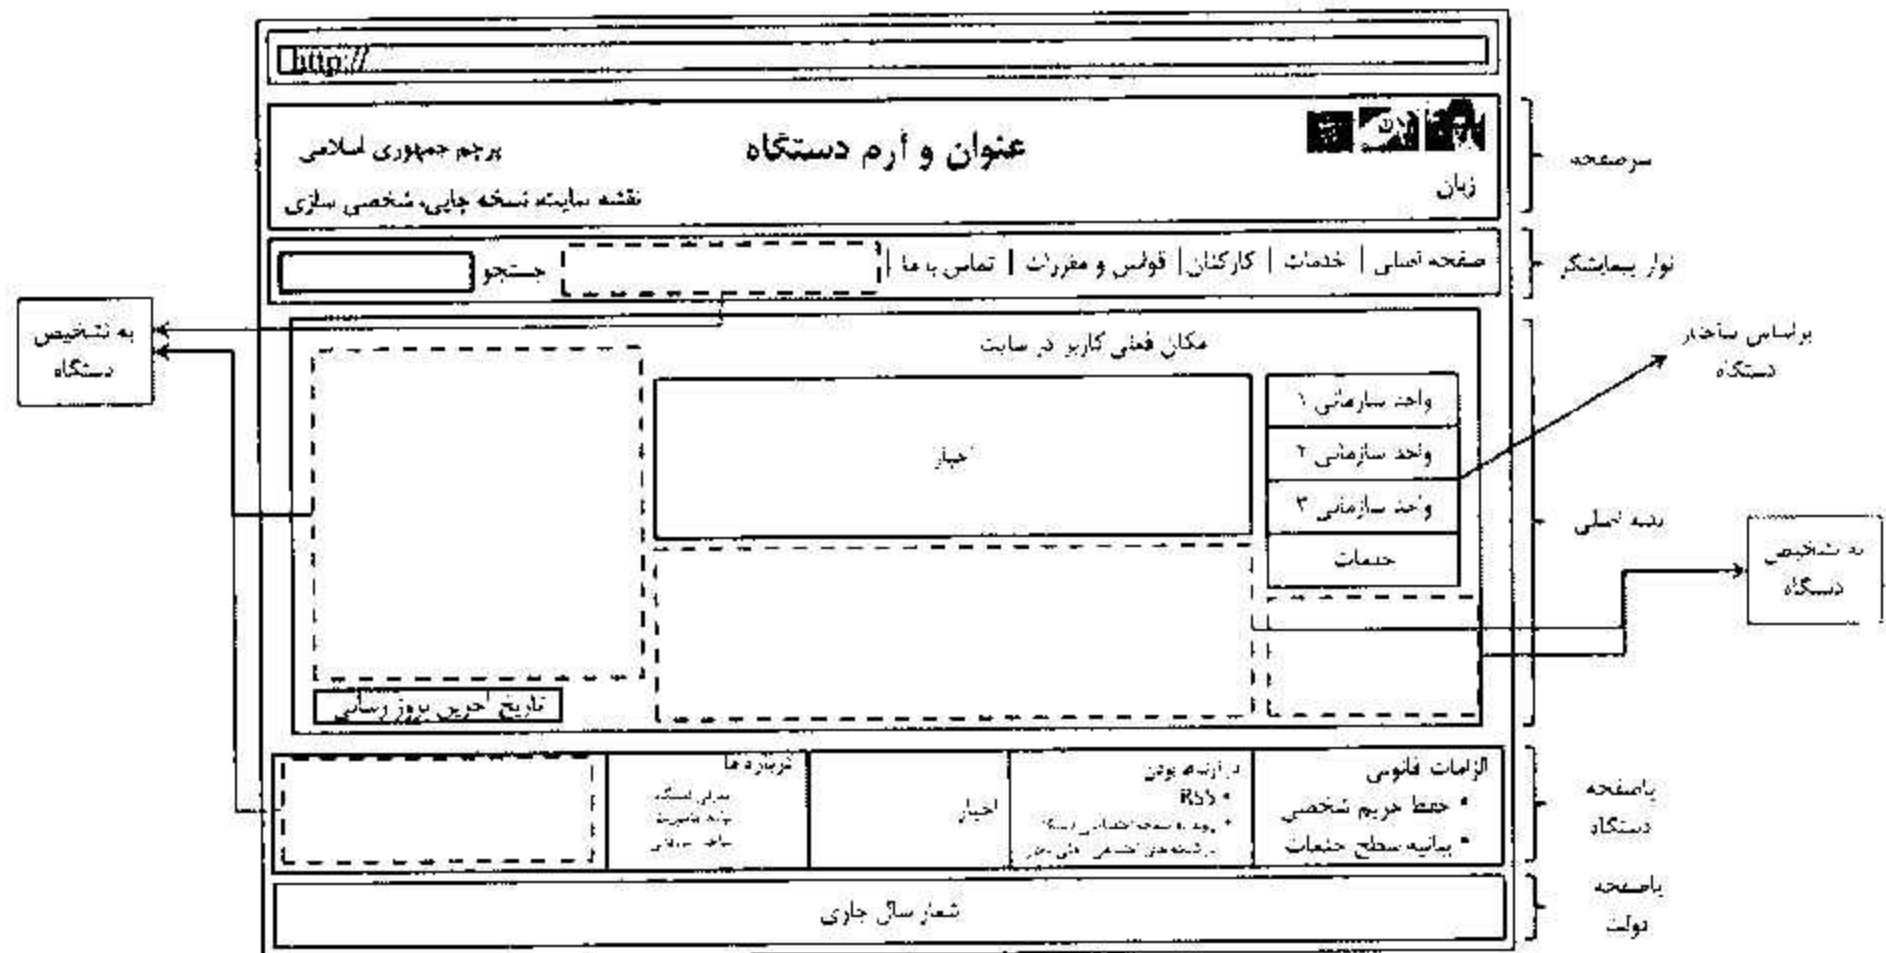 http://
عنوان و آرم دستگاه
پرچم جمهوری اسلامی
زبان
نقشه سایت، نسخه چاپی، شخصی سازی
سرصفحه
صفحه اصلی | خدمات | کارکنان | قوانین و مقررات | تماس با ما |
جستجو
نوار پیمایشگر
به تشخیص
دستگاه
مکان فعلی کاربر در سایت
براساس ساختار
دستگاه
واحد سازمانی ۱
واحد سازمانی ۲
واحد سازمانی ۳
خدمات
اخبار
بدنه اصلی
به تشخیص
دستگاه
تاریخ آخرین بروز رسانی
الزامات قانونی
• حفظ حریم شخصی
• بیانیه سطح خدمات
در ارتباط بودن
• RSS
اخبار
درباره ما
پاصفحه
دستگاه
شعار سال جاری
پاصفحه
دولت